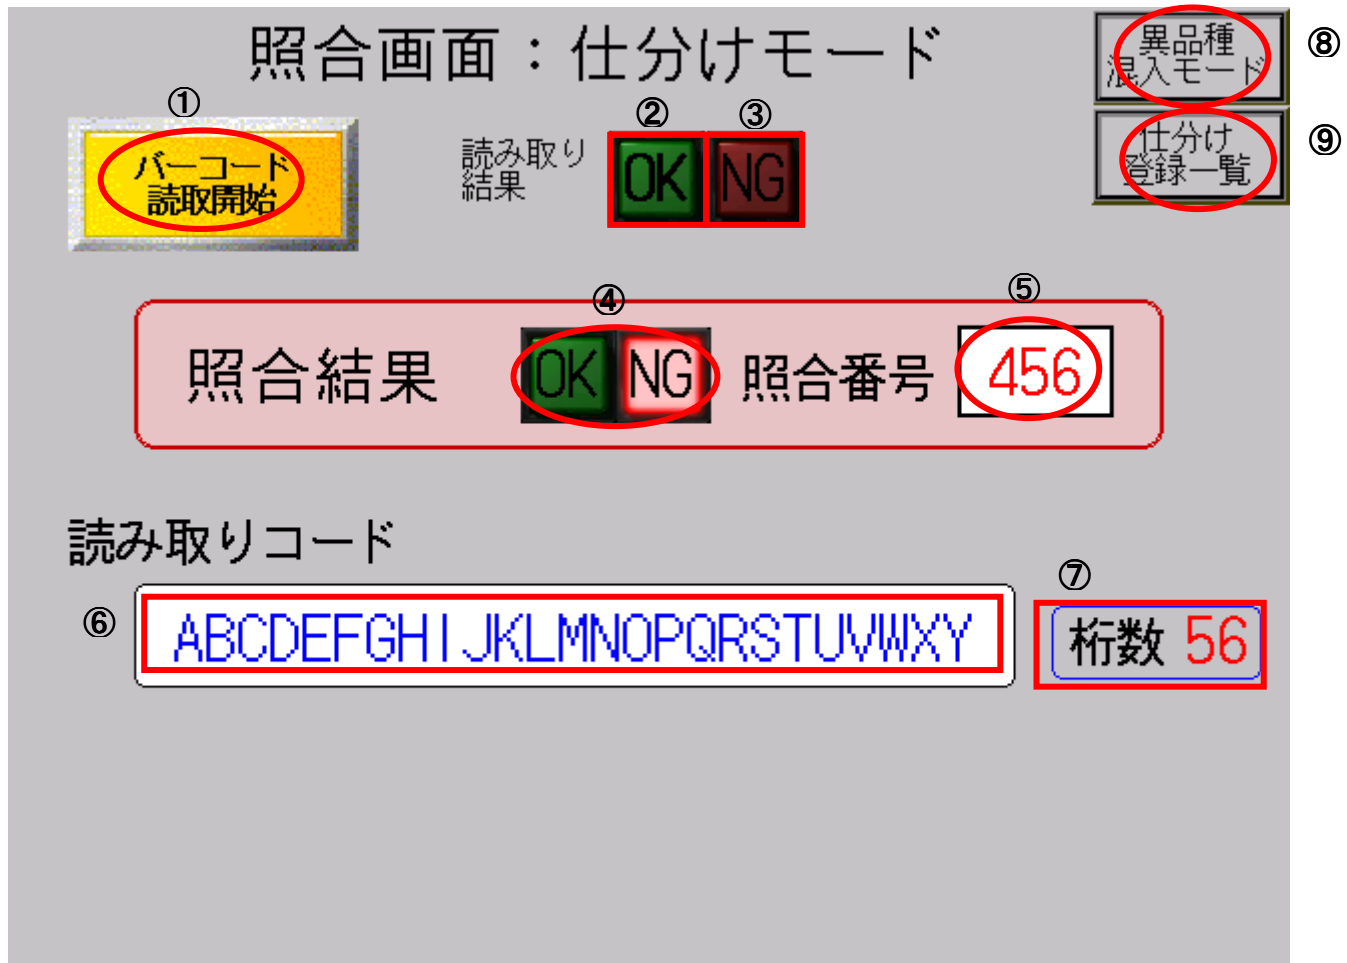 照合画面：仕分けモード
異品種
混入モード
⑧
①
バーコード
読取開始
読み取り
結果
②
OK
③
NG
仕分け
登録一覧
⑨
照合結果
④
OK NG
照合番号
⑤
456
読み取りコード
⑥
ABCDEFGHIJKLMNOPQRSTUVWXY
⑦
桁数 56